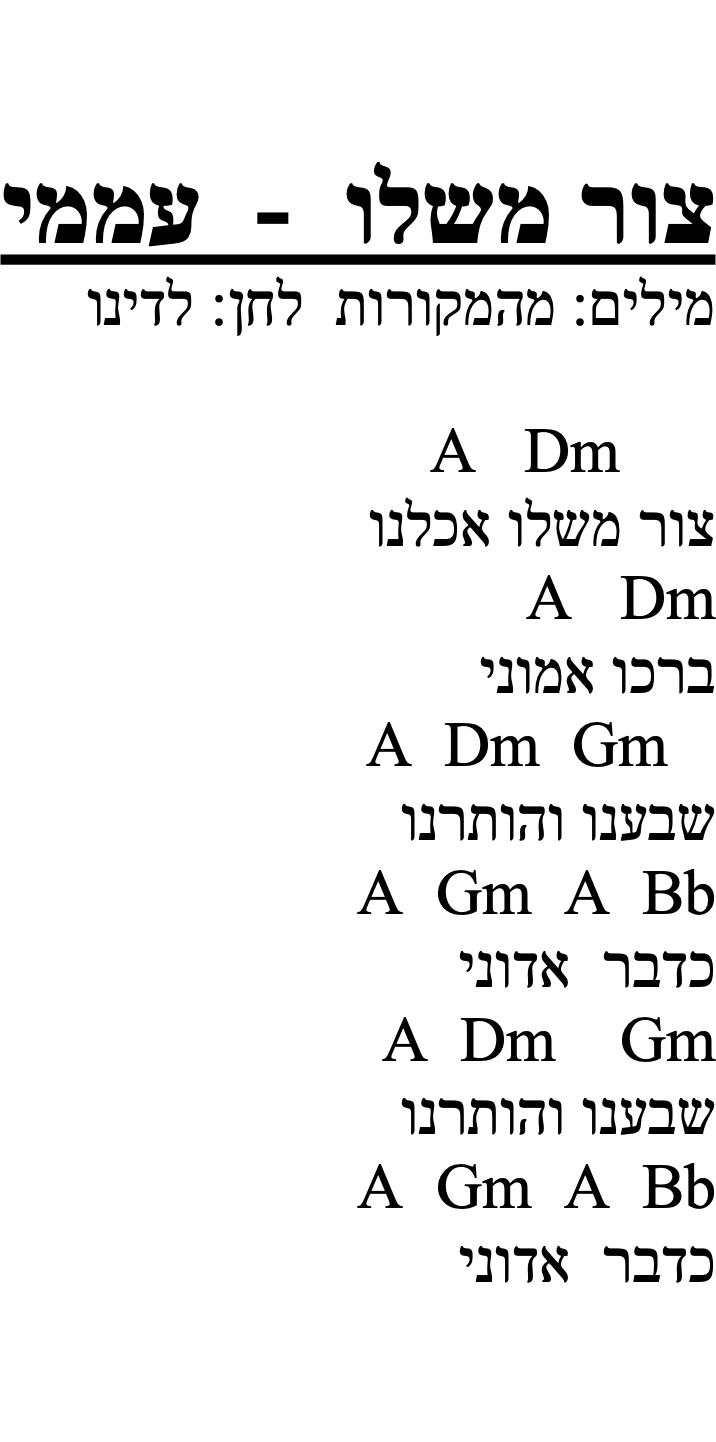 צור משלו - עממי
מילים: מהמקורות לחן: לדינו
A Dm
צור משלו אכלנו
A Dm
ברכו אמוני
A Dm Gm
שבענו והותרנו
A Gm A Bb
כדבר אדוני
A Dm Gm
שבענו והותרנו
A Gm A Bb
כדבר אדוני